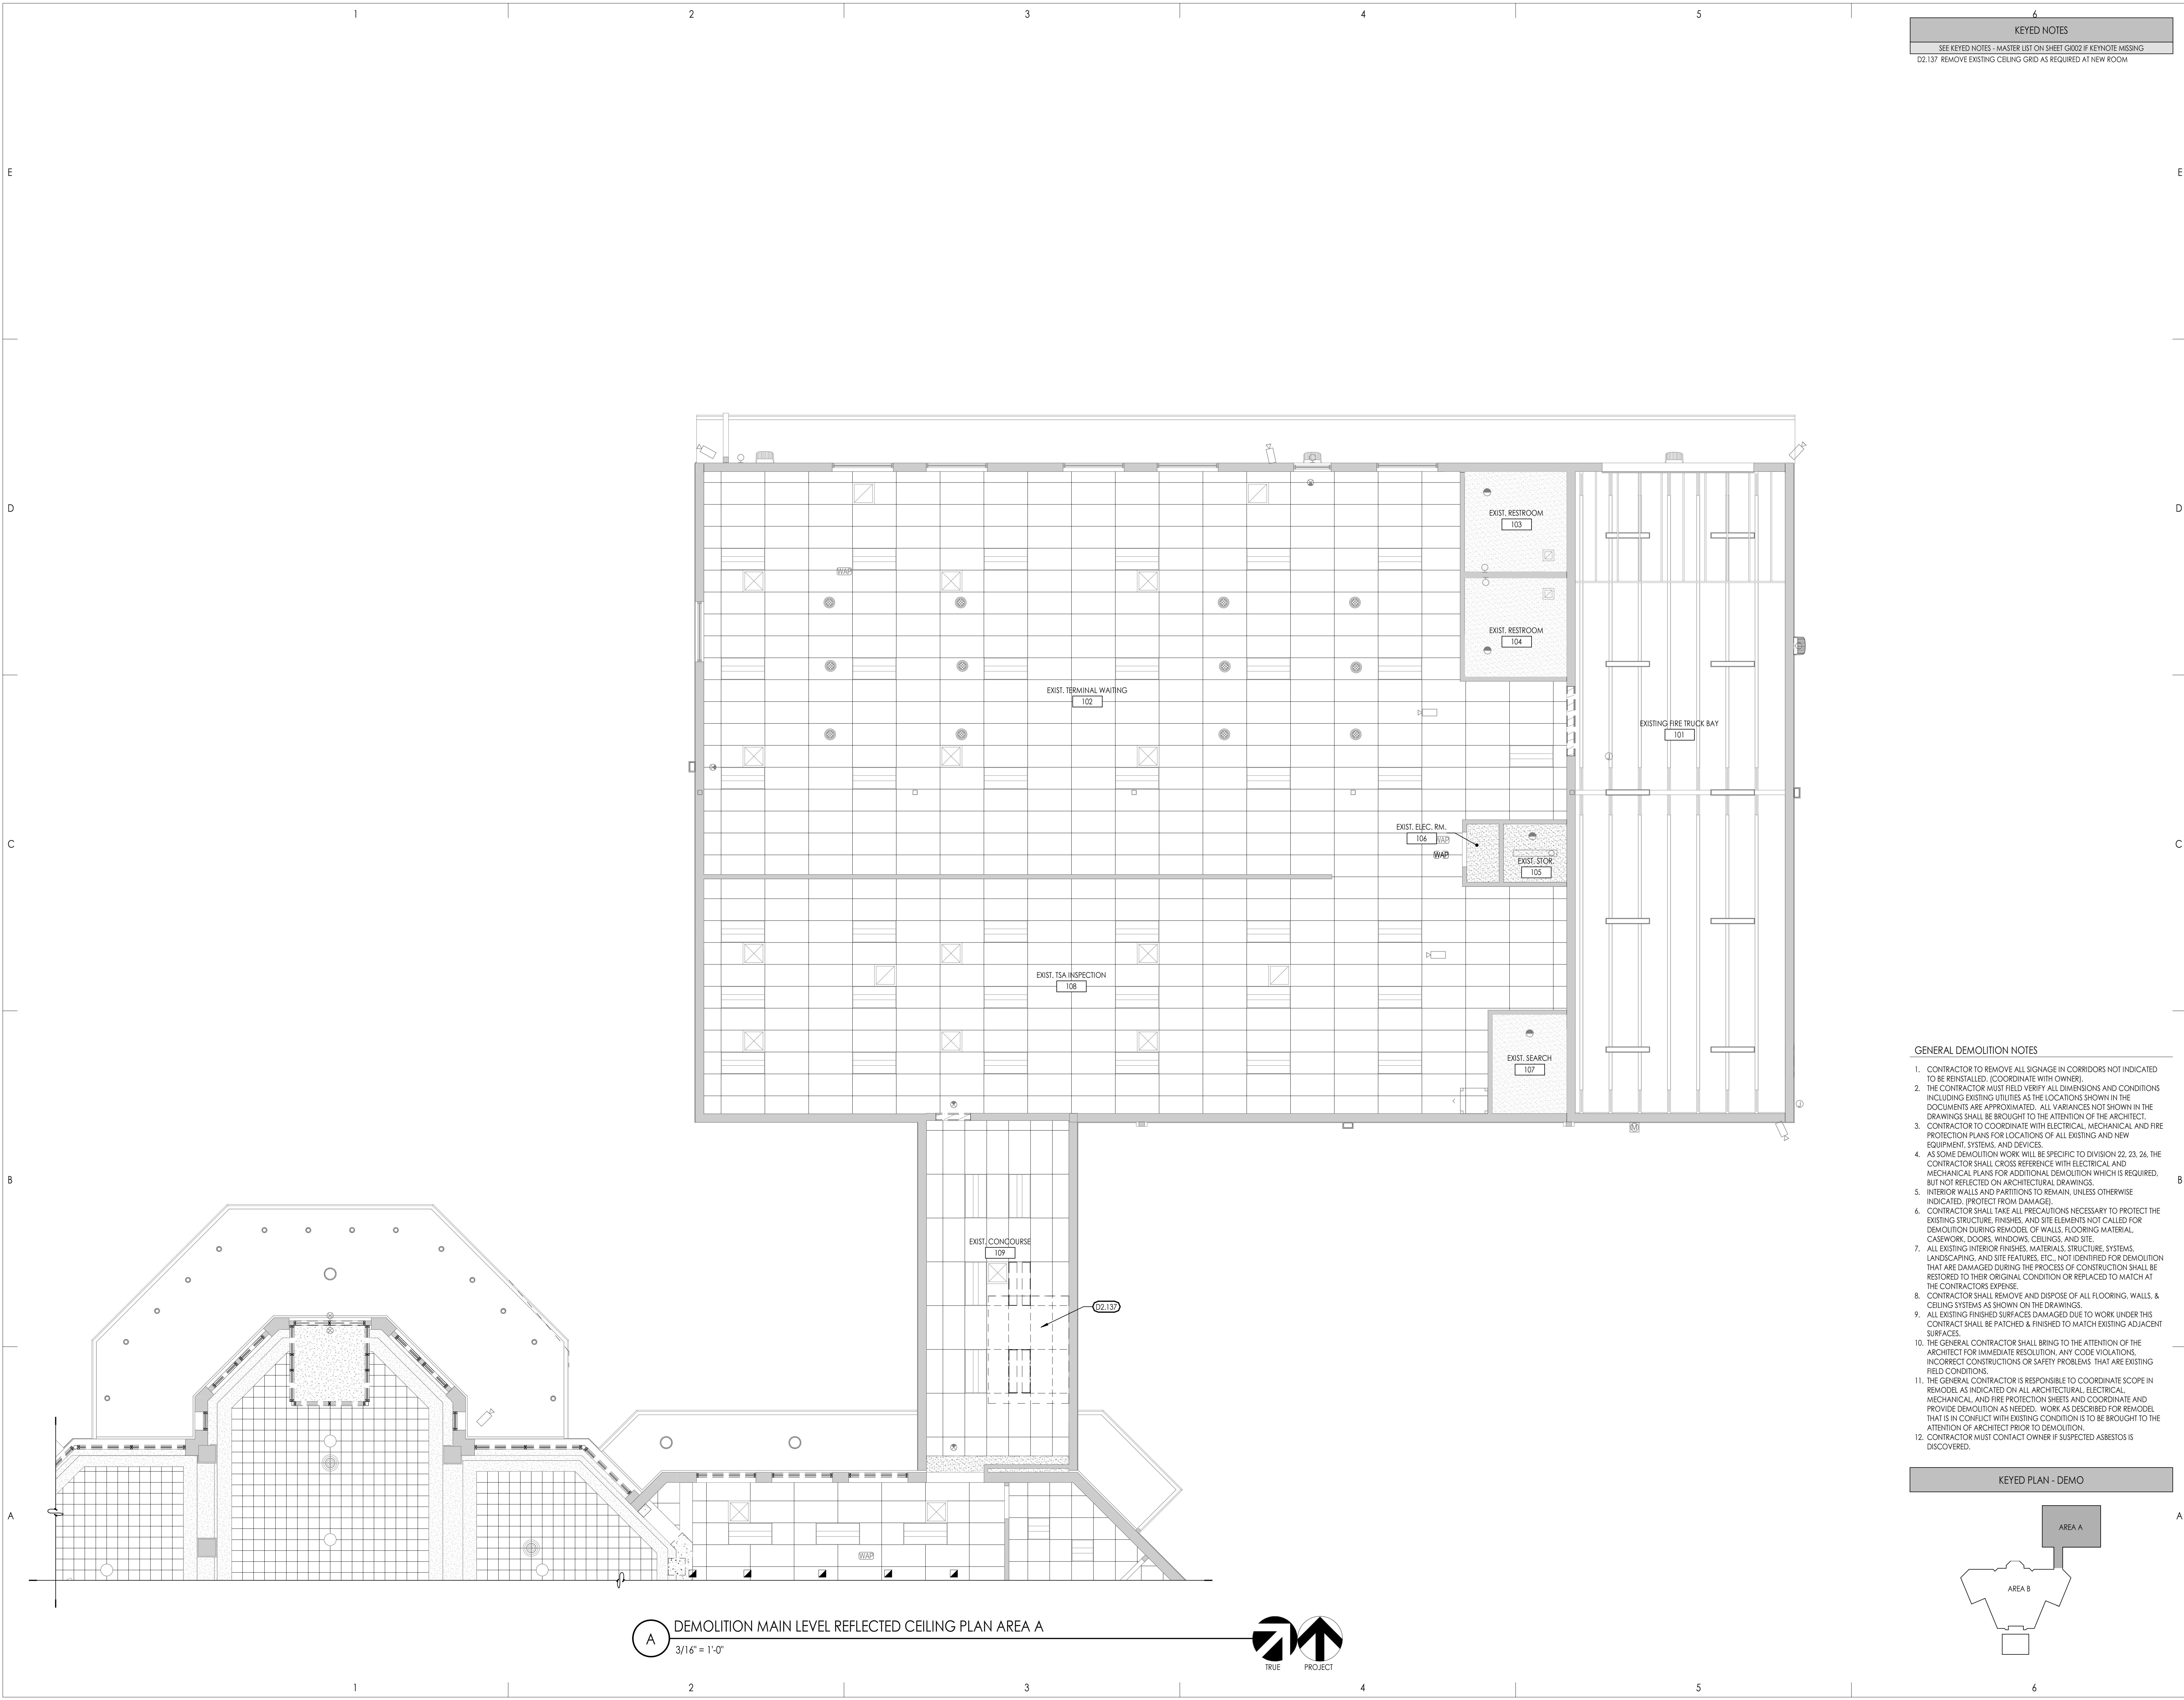 1
2
3
4
5
6
KEYED NOTES
SEE KEYED NOTES - MASTER LIST ON SHEET GI002 IF KEYNOTE MISSING
D2.137 REMOVE EXISTING CEILING GRID AS REQUIRED AT NEW ROOM
E
E
D
D
EXIST. RESTROOM
103
WAP
EXIST. RESTROOM
104
EXIST. TERMINAL WAITING
102
EXISTING FIRE TRUCK BAY
101
J
C
C
EXIST. ELEC. RM.
106
WAP
WAP
EXIST. STOR.
105
EXIST. TSA INSPECTION
108
EXIST. SEARCH
107
J
M
EXIST. CONCOURSE
109
D2.137
B
B
GENERAL DEMOLITION NOTES
1. CONTRACTOR TO REMOVE ALL SIGNAGE IN CORRIDORS NOT INDICATED
TO BE REINSTALLED. (COORDINATE WITH OWNER).
2. THE CONTRACTOR MUST FIELD VERIFY ALL DIMENSIONS AND CONDITIONS
INCLUDING EXISTING UTILITIES AS THE LOCATIONS SHOWN IN THE
DOCUMENTS ARE APPROXIMATED. ALL VARIANCES NOT SHOWN IN THE
DRAWINGS SHALL BE BROUGHT TO THE ATTENTION OF THE ARCHITECT.
3. CONTRACTOR TO COORDINATE WITH ELECTRICAL, MECHANICAL AND FIRE
PROTECTION PLANS FOR LOCATIONS OF ALL EXISTING AND NEW
EQUIPMENT, SYSTEMS, AND DEVICES.
4. AS SOME DEMOLITION WORK WILL BE SPECIFIC TO DIVISION 22, 23, 26, THE
CONTRACTOR SHALL CROSS REFERENCE WITH ELECTRICAL AND
MECHANICAL PLANS FOR ADDITIONAL DEMOLITION WHICH IS REQUIRED,
BUT NOT REFLECTED ON ARCHITECTURAL DRAWINGS.
5. INTERIOR WALLS AND PARTITIONS TO REMAIN, UNLESS OTHERWISE
INDICATED. (PROTECT FROM DAMAGE).
6. CONTRACTOR SHALL TAKE ALL PRECAUTIONS NECESSARY TO PROTECT THE
EXISTING STRUCTURE, FINISHES, AND SITE ELEMENTS NOT CALLED FOR
DEMOLITION DURING REMODEL OF WALLS, FLOORING MATERIAL,
CASEWORK, DOORS, WINDOWS, CEILINGS, AND SITE.
7. ALL EXISTING INTERIOR FINISHES, MATERIALS, STRUCTURE, SYSTEMS,
LANDSCAPING, AND SITE FEATURES, ETC., NOT IDENTIFIED FOR DEMOLITION
THAT ARE DAMAGED DURING THE PROCESS OF CONSTRUCTION SHALL BE
RESTORED TO THEIR ORIGINAL CONDITION OR REPLACED TO MATCH AT
THE CONTRACTORS EXPENSE.
8. CONTRACTOR SHALL REMOVE AND DISPOSE OF ALL FLOORING, WALLS, &
CEILING SYSTEMS AS SHOWN ON THE DRAWINGS.
9. ALL EXISTING FINISHED SURFACES DAMAGED DUE TO WORK UNDER THIS
CONTRACT SHALL BE PATCHED & FINISHED TO MATCH EXISTING ADJACENT
SURFACES.
10. THE GENERAL CONTRACTOR SHALL BRING TO THE ATTENTION OF THE
ARCHITECT FOR IMMEDIATE RESOLUTION, ANY CODE VIOLATIONS,
INCORRECT CONSTRUCTIONS OR SAFETY PROBLEMS THAT ARE EXISTING
FIELD CONDITIONS.
11. THE GENERAL CONTRACTOR IS RESPONSIBLE TO COORDINATE SCOPE IN
REMODEL AS INDICATED ON ALL ARCHITECTURAL, ELECTRICAL,
MECHANICAL, AND FIRE PROTECTION SHEETS AND COORDINATE AND
PROVIDE DEMOLITION AS NEEDED. WORK AS DESCRIBED FOR REMODEL
THAT IS IN CONFLICT WITH EXISTING CONDITION IS TO BE BROUGHT TO THE
ATTENTION OF ARCHITECT PRIOR TO DEMOLITION.
12. CONTRACTOR MUST CONTACT OWNER IF SUSPECTED ASBESTOS IS
DISCOVERED.
KEYED PLAN - DEMO
AREA A
AREA B
A
A
WAP
A
DEMOLITION MAIN LEVEL REFLECTED CEILING PLAN AREA A
3/16" = 1'-0"
TRUE
PROJECT
1
2
3
4
5
6